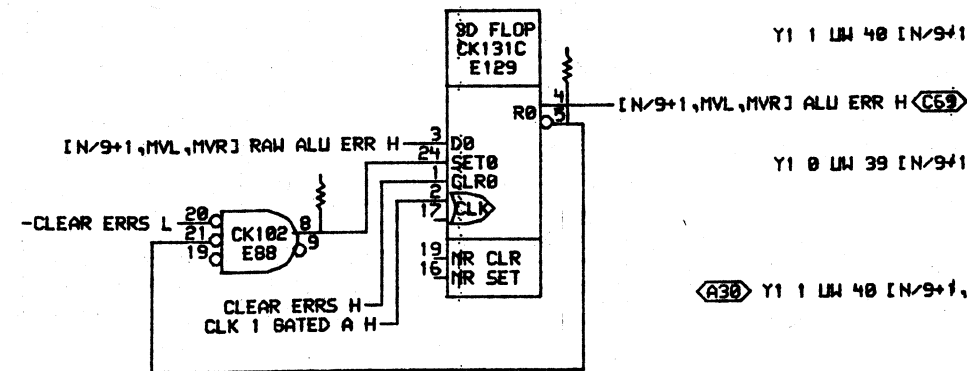 3D FLOP
CK131C
E129
Y1 1 UW 40 [N/9+1
4
R0
5
[N/9+1,MVL,MVR] ALU ERR H C69
[N/9+1,MVL,MVR] RAW ALU ERR H
3
D0
24
SET0
1
CLR0
2
CLK
17
Y1 0 UW 39 [N/9+1
-CLEAR ERRS L
20
21
19
CK102
E88
8
9
19
MR CLR
16
MR SET
CLEAR ERRS H
CLK 1 GATED A H
A30 Y1 1 UW 40 [N/9+1,